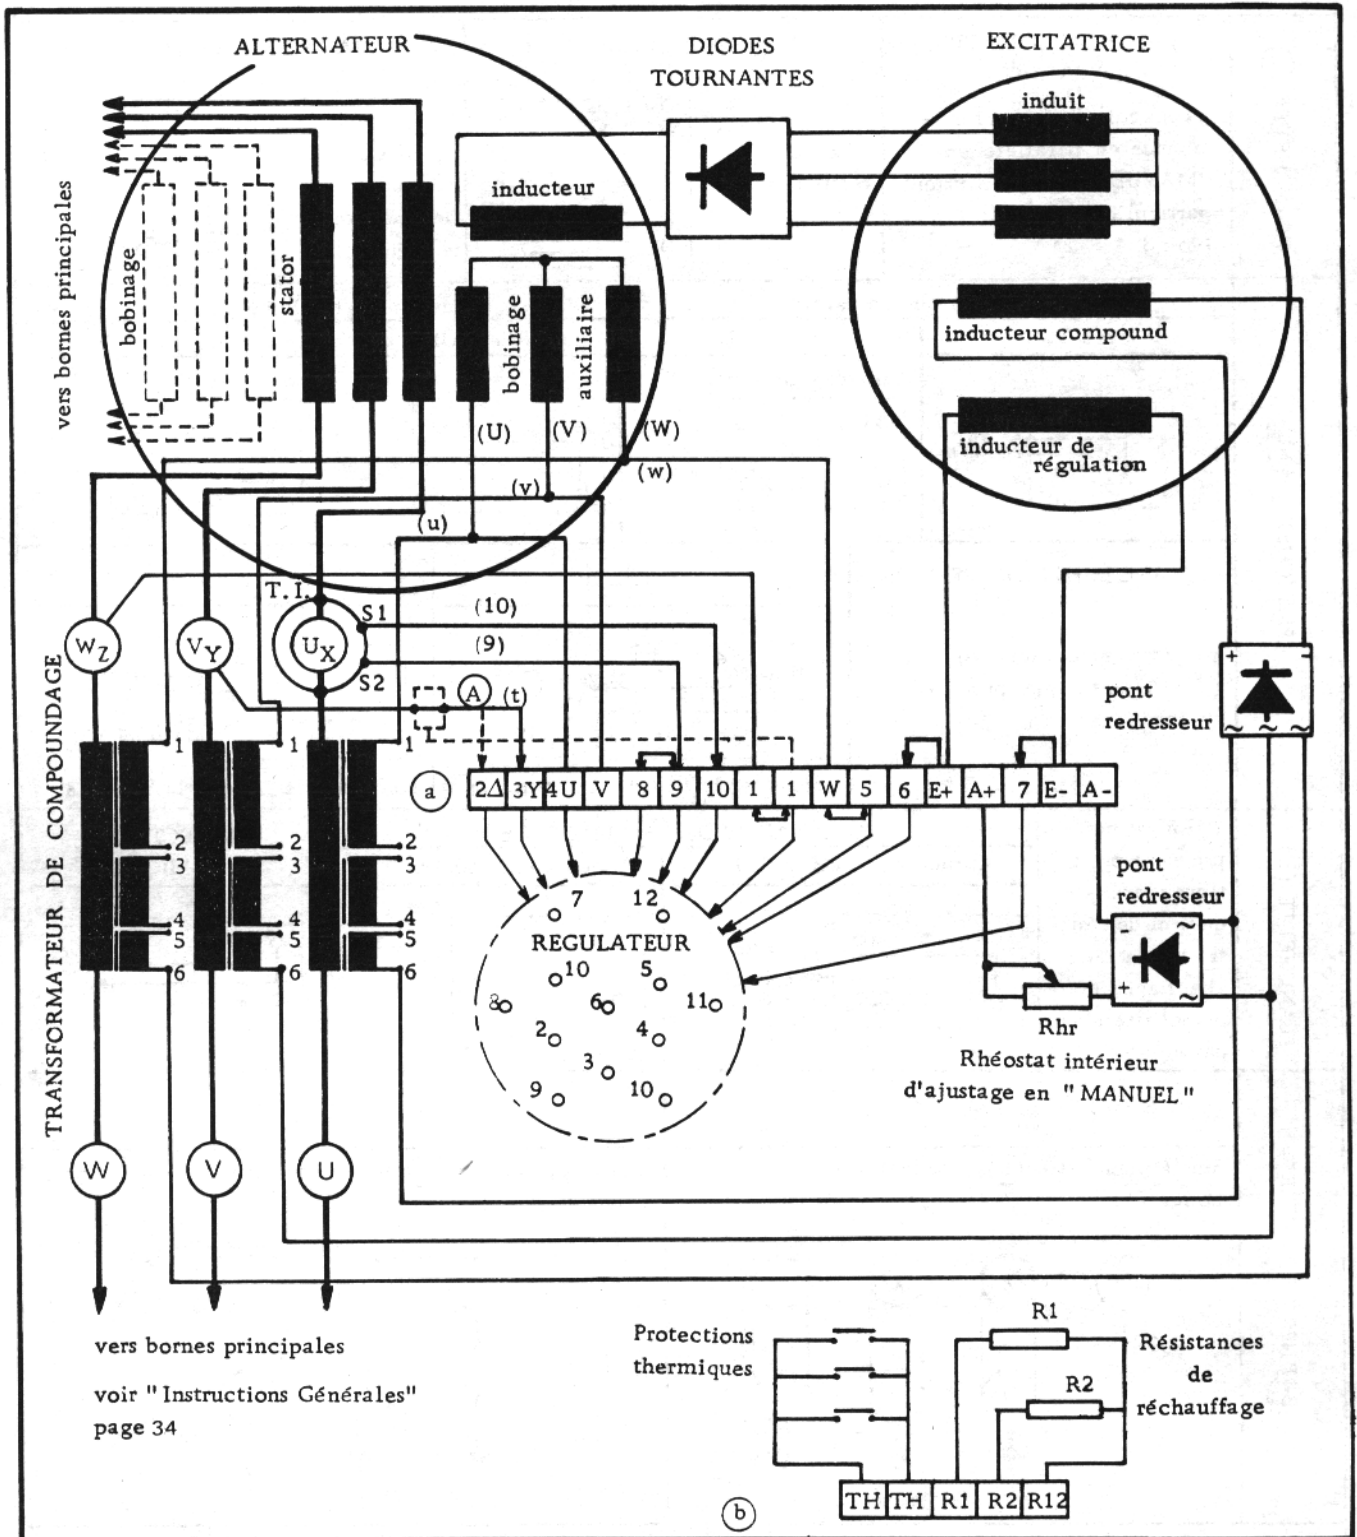 ALTERNATEUR
DIODES
TOURNANTES
EXCITATRICE
induit
inducteur
vers bornes principales
bobinage
stator
bobinage
auxiliaire
inducteur compound
inducteur de
régulation
(U)
(V)
(W)
(w)
(v)
(u)
T.I.
S1
(10)
(9)
S2
WZ
VY
UX
A
(t)
+
-
~
~
~
pont
redresseur
TRANSFORMATEUR DE COMPOUNDAGE
1
1
1
2
3
2
3
2
3
4
5
4
5
4
5
6
6
6
a
2Δ 3Y 4U V 8 9 10 1 1 W 5 6 E+ A+ 7 E- A-
pont
redresseur
- ~
+ ~
7
12
REGULATEUR
10
5
8
6
11
2
4
3
9
10
Rhr
Rhéostat intérieur
d'ajustage en "MANUEL"
W
V
U
vers bornes principales
voir "Instructions Générales"
page 34
Protections
thermiques
R1
R2
Résistances
de
réchauffage
TH TH R1 R2 R12
b